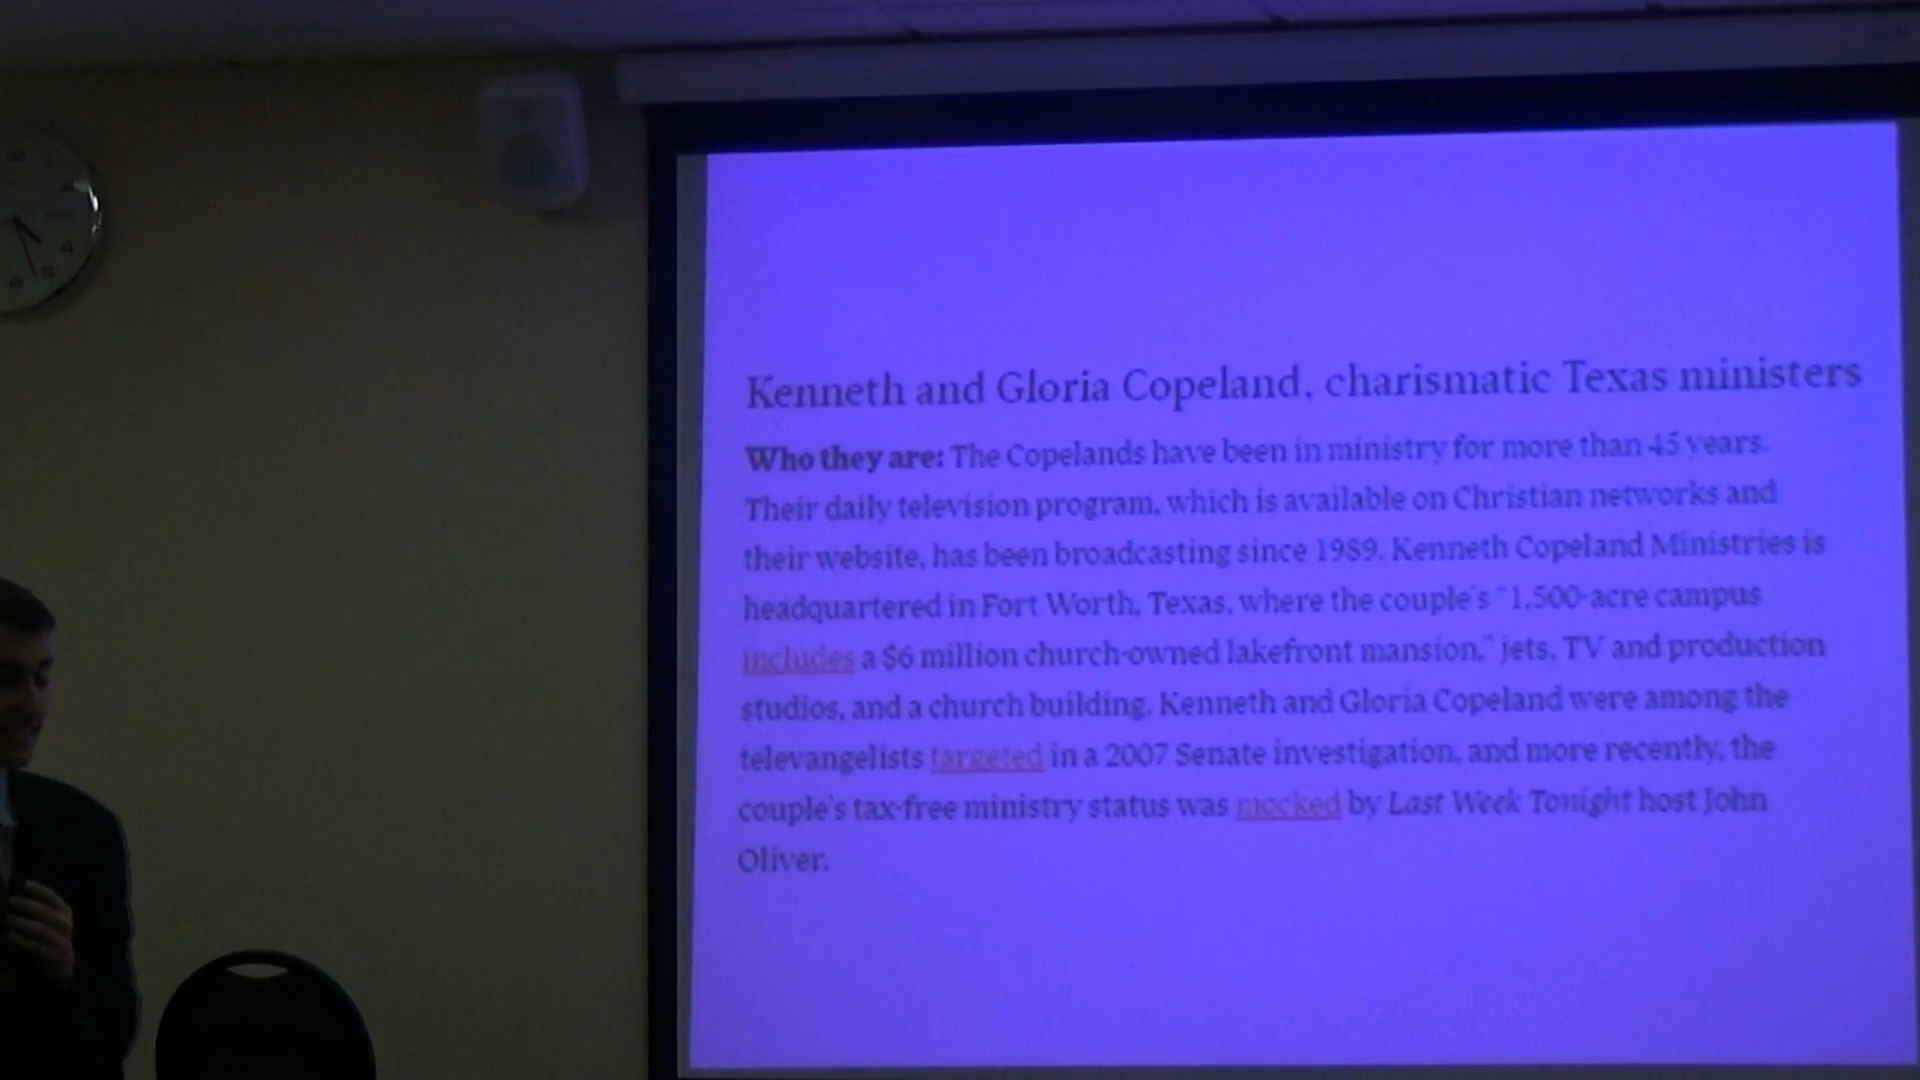 Kenneth and Gloria Copeland, charismatic Texas ministers
Who they are: The Copelands have been in ministry for more than 45 years.
Their daily television program, which is available on Christian networks and
their website, has been broadcasting since 1989. Kenneth Copeland Ministries is
headquartered in Fort Worth, Texas, where the couple's "1,500-acre campus
includes a $6 million church-owned lakefront mansion," jets, TV and production
studios, and a church building. Kenneth and Gloria Copeland were among the
televangelists targeted in a 2007 Senate investigation, and more recently, the
couple's tax-free ministry status was mocked by Last Week Tonight host John
Oliver.
4
5
6